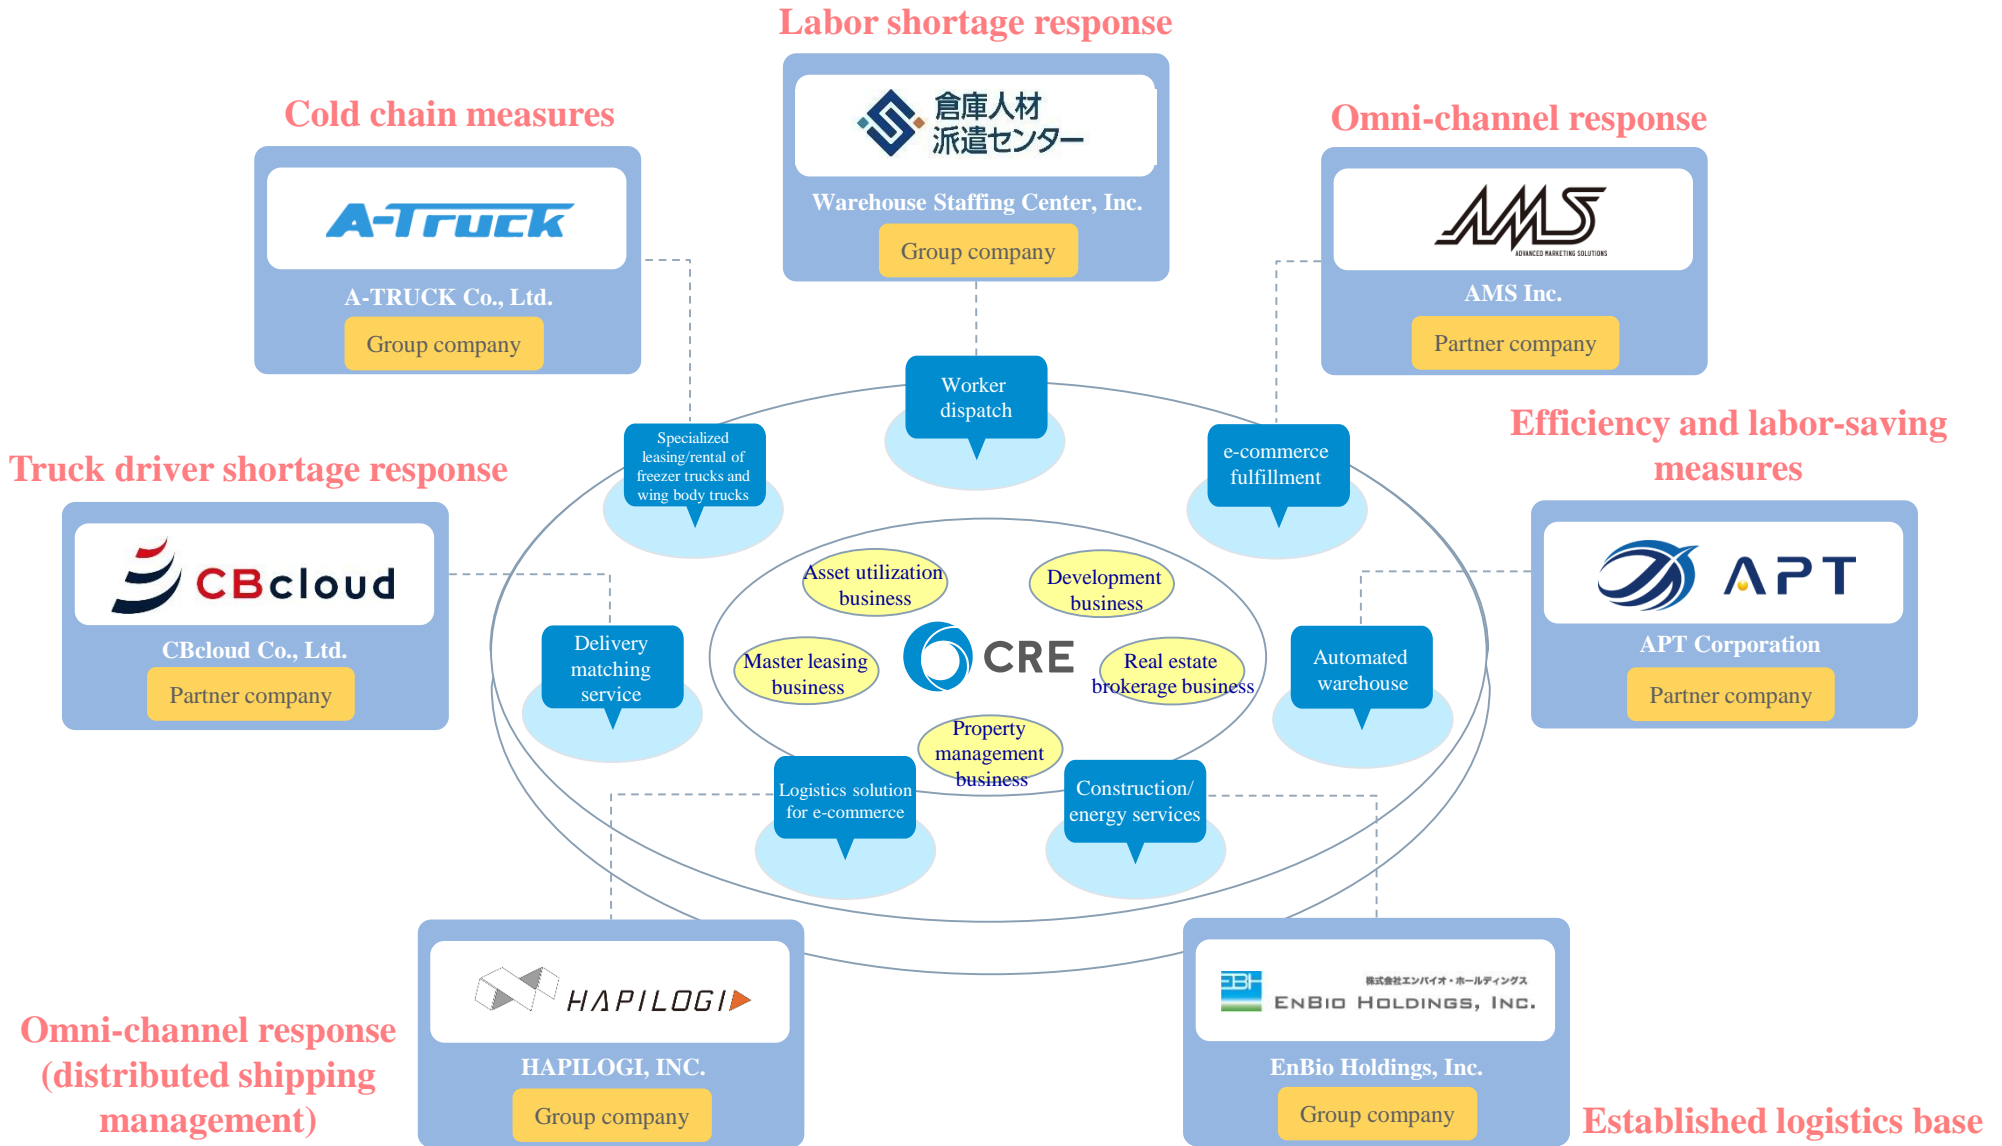 Labor shortage response
倉庫人材
派遣センター
Warehouse Staffing Center, Inc.
Group company
Cold chain measures
A-Truck
A-TRUCK Co., Ltd.
Group company
Omni-channel response
AMS
ADVANCED MARKETING SOLUTIONS
AMS Inc.
Partner company
Truck driver shortage response
CBcloud
CBcloud Co., Ltd.
Partner company
Efficiency and labor-saving
measures
APT
APT Corporation
Partner company
Worker
dispatch
Specialized
leasing/rental of
freezer trucks and
wing body trucks
e-commerce
fulfillment
Delivery
matching
service
Automated
warehouse
Asset utilization
business
Development
business
Master leasing
business
CRE
Real estate
brokerage business
Property
management
business
Logistics solution
for e-commerce
Construction/
energy services
Omni-channel response
(distributed shipping
management)
HAPILOGI
HAPILOGI, INC.
Group company
EBH
株式会社エンバイオ・ホールディングス
ENBIO HOLDINGS, INC.
EnBio Holdings, Inc.
Group company
Established logistics base